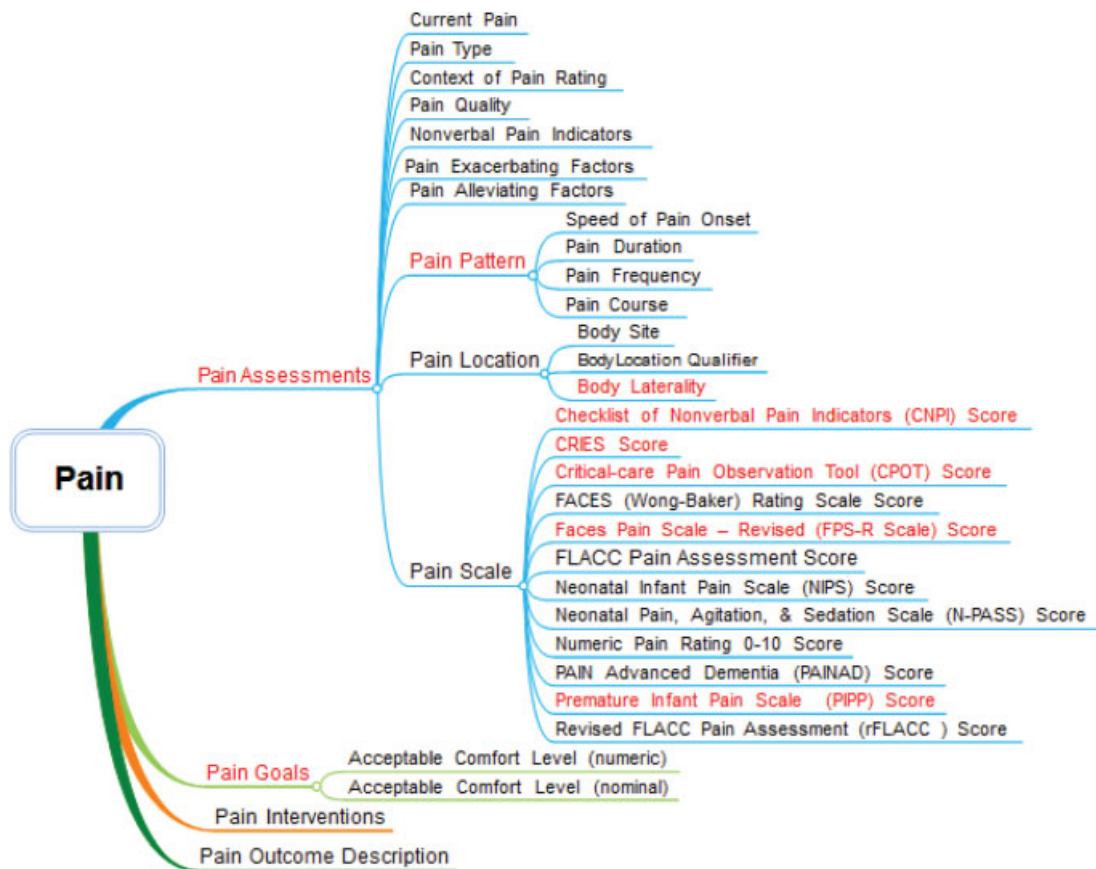 Current Pain
Pain Type
Context of Pain Rating
Pain Quality
Nonverbal Pain Indicators
Pain Exacerbating Factors
Pain Alleviating Factors
Speed of Pain Onset
Pain Duration
Pain Pattern
Pain Frequency
Pain Course
Body Site
Pain Location
BodyLocation Qualifier
Body Laterality
Pain Assessments
Checklist of Nonverbal Pain Indicators (CNPI) Score
CRIES Score
Critical-care Pain Observation Tool (CPOT) Score
Pain
FACES (Wong-Baker) Rating Scale Score
Faces Pain Scale – Revised (FPS-R Scale) Score
FLACC Pain Assessment Score
Pain Scale
Neonatal Infant Pain Scale (NIPS) Score
Neonatal Pain, Agitation, & Sedation Scale (N-PASS) Score
Numeric Pain Rating 0-10 Score
PAIN Advanced Dementia (PAINAD) Score
Premature Infant Pain Scale (PIPP) Score
Revised FLACC Pain Assessment (rFLACC ) Score
Acceptable Comfort Level (numeric)
Pain Goals
Acceptable Comfort Level (nominal)
Pain Interventions
Pain Outcome Description